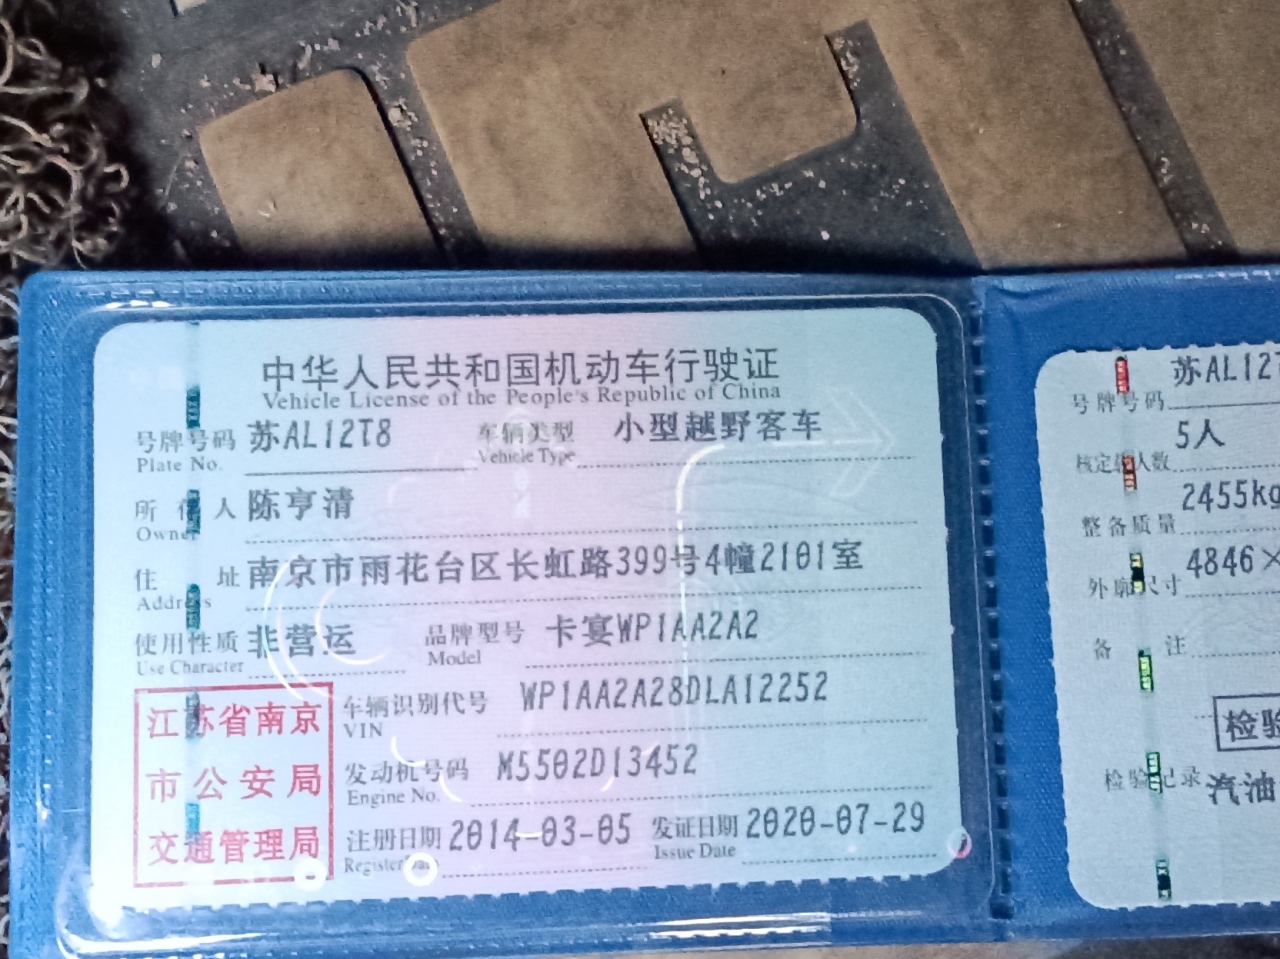 中华人民共和国机动车行驶证
Vehicle License of the People's Republic of China
号牌号码 苏AL12T8 车辆类型 小型越野客车
Plate No. Vehicle Type
所有人 陈亨清
Owner
住址 南京市雨花台区长虹路399号4幢2101室
Address
使用性质 非营运 品牌型号 卡宴WP1AA2A2
Use Character Model
江苏省南京
市公安局
交通管理局
车辆识别代号 WP1AA2A28DLA12252
VIN
发动机号码 M5502D13452
Engine No.
注册日期 2014-03-05 发证日期 2020-07-29
Register Date Issue Date
号牌号码 苏AL12T
核定载人数 5人
整备质量 2455kg
外廓尺寸 4846×
备注
检验
检验记录 汽油